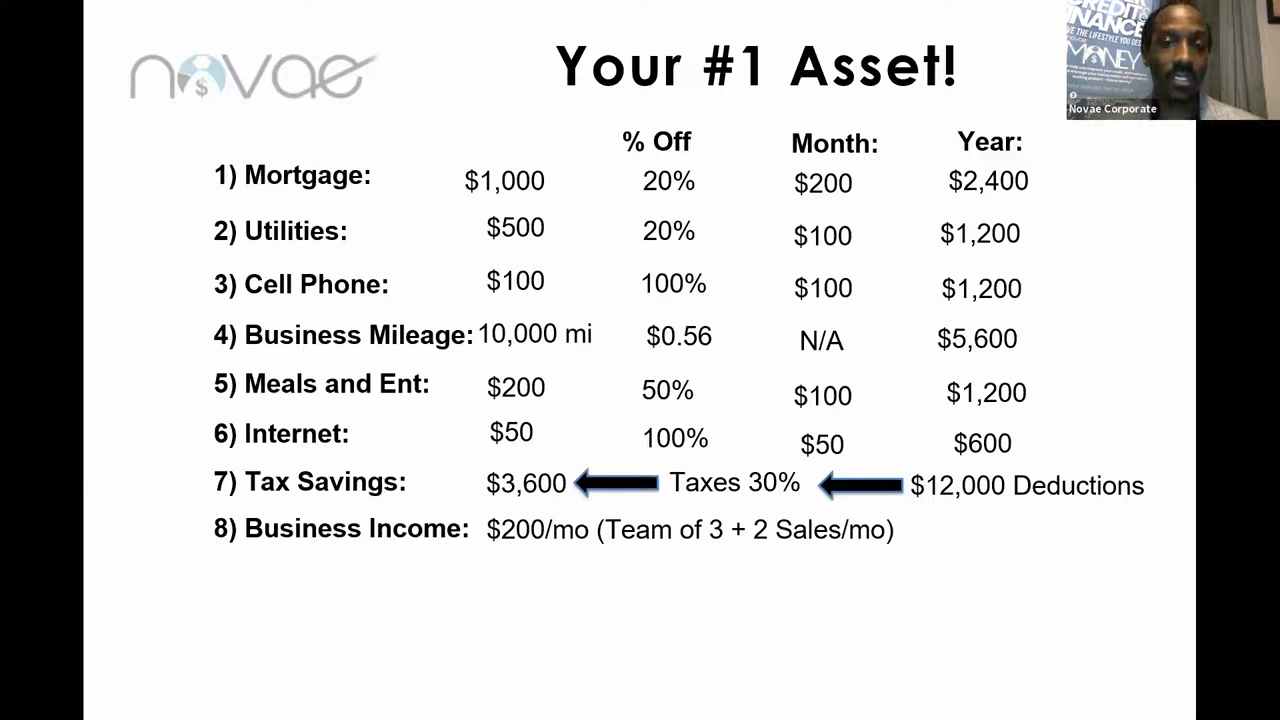 novae
Your #1 Asset!
CREDIT
FINANCE
MONEY
Novae Corporate
% Off Month: Year:
1) Mortgage: $1,000 20% $200 $2,400
2) Utilities: $500 20% $100 $1,200
3) Cell Phone: $100 100% $100 $1,200
4) Business Mileage: 10,000 mi $0.56 N/A $5,600
5) Meals and Ent: $200 50% $100 $1,200
6) Internet: $50 100% $50 $600
7) Tax Savings: $3,600 Taxes 30% $12,000 Deductions
8) Business Income: $200/mo (Team of 3 + 2 Sales/mo)